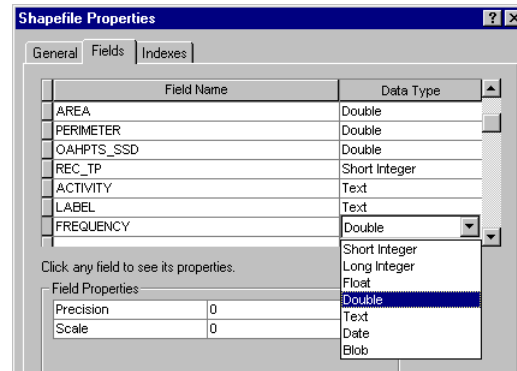 Shapefile Properties
General Fields Indexes
Field Name Data Type
AREA Double
PERIMETER Double
OAHPTS_SSD Double
REC_TP Short Integer
ACTIVITY Text
LABEL Text
FREQUENCY Double
Short Integer
Long Integer
Float
Double
Text
Date
Blob
Click any field to see its properties.
Field Properties
Precision 0
Scale 0